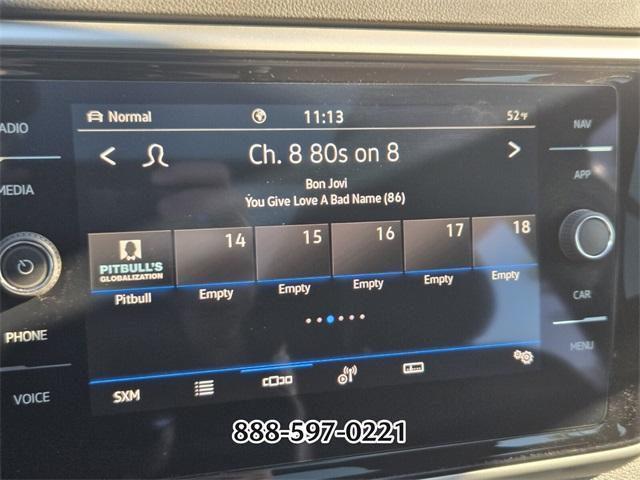 Normal 11:13 52°F
RADIO
NAV
Ch. 8 80s on 8
MEDIA
APP
Bon Jovi
You Give Love A Bad Name (86)
14 15 16 17 18
PITBULL'S
GLOBALIZATION
Pitbull Empty Empty Empty Empty Empty
CAR
PHONE
MENU
VOICE
SXM
888-597-0221